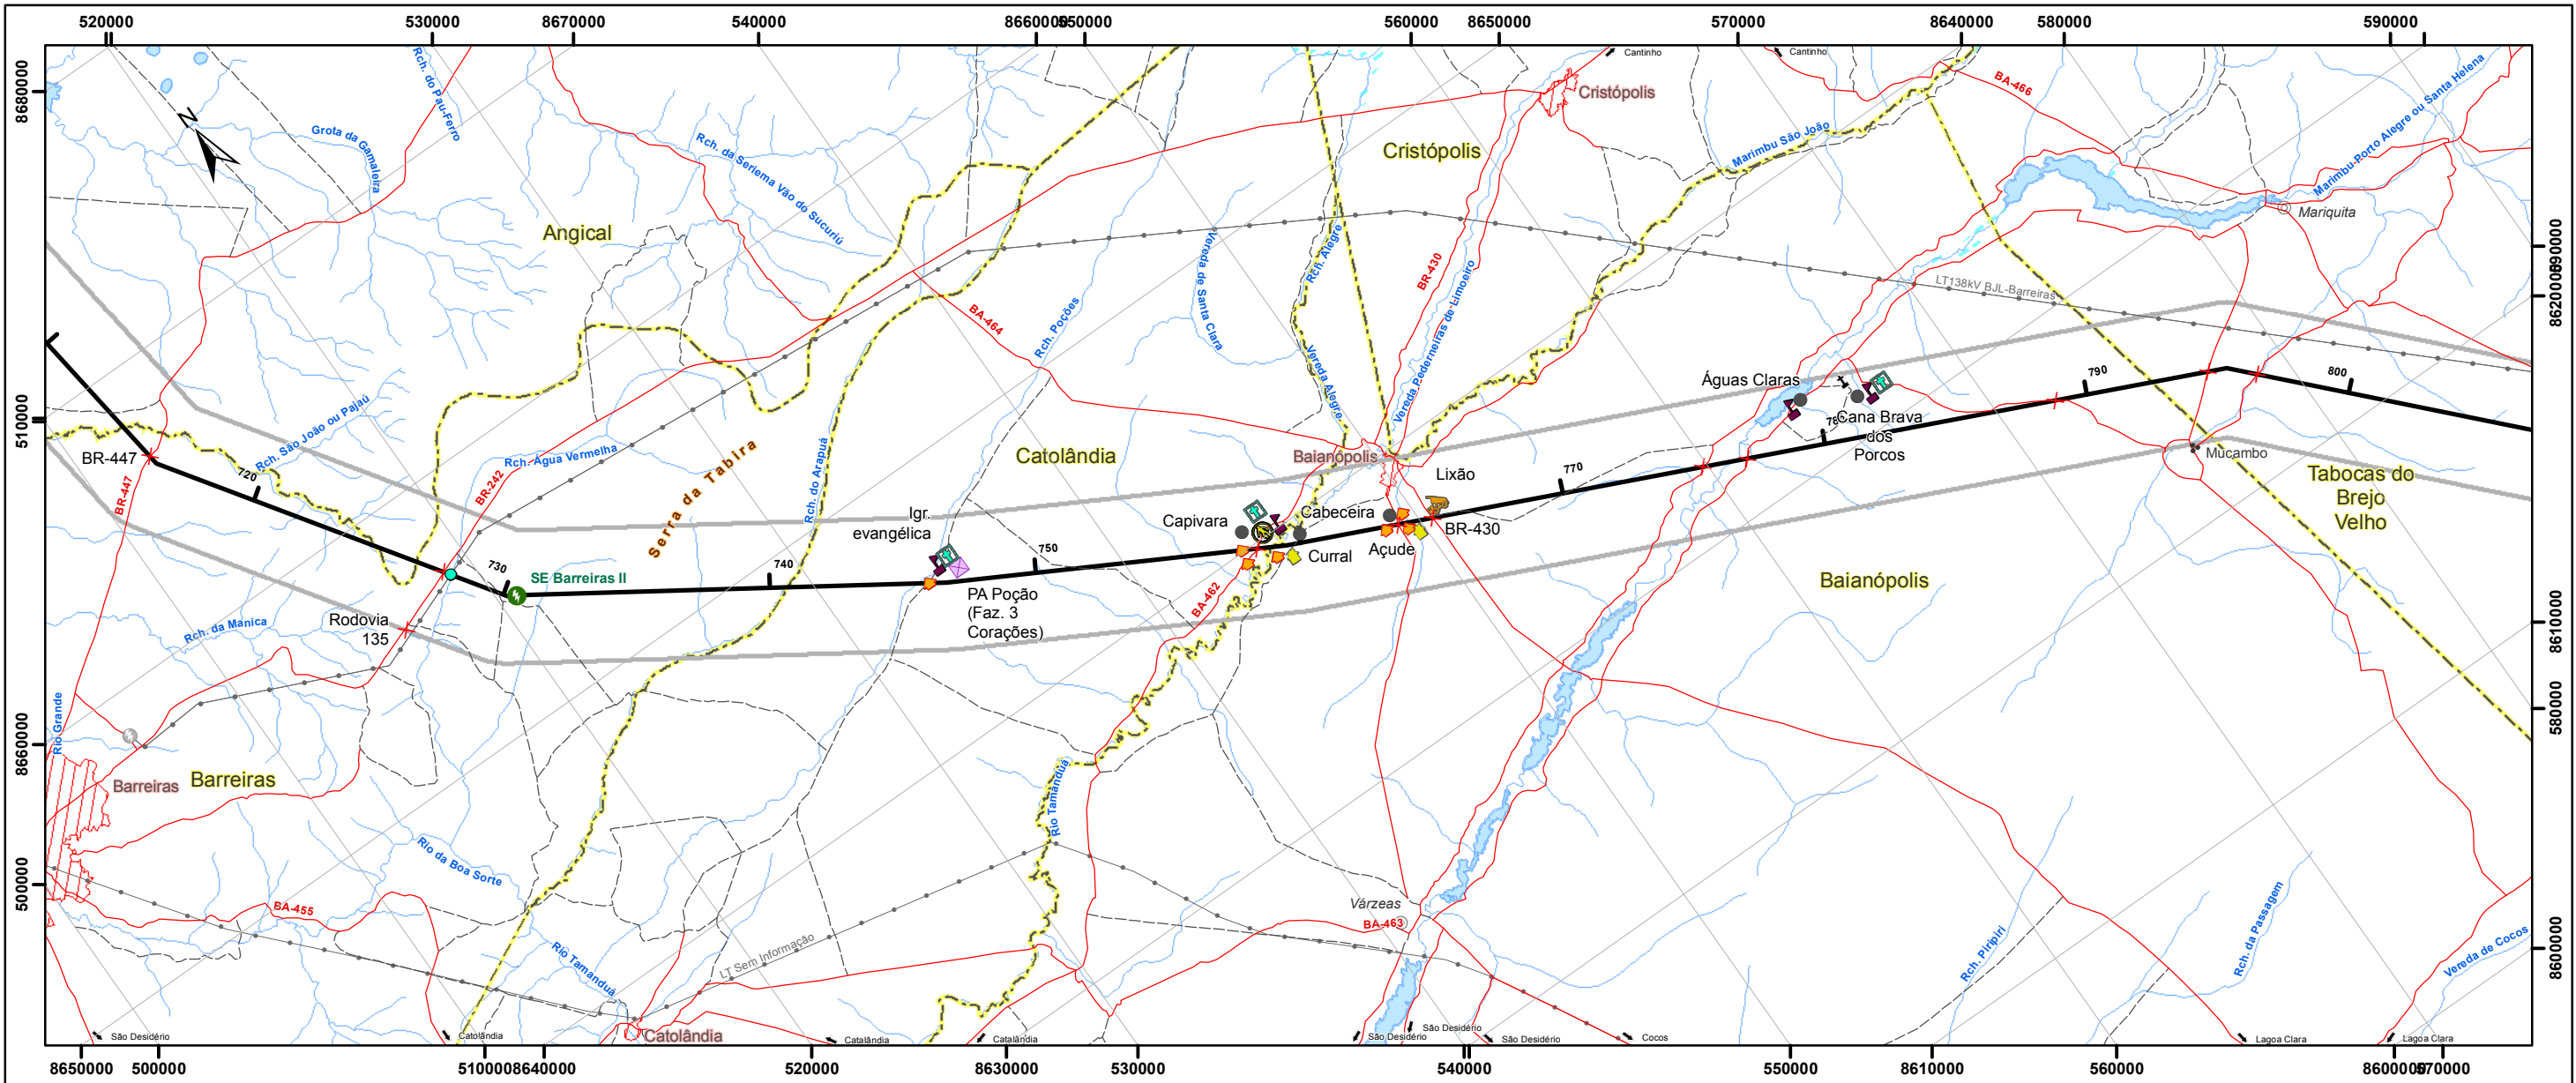 520000
530000
8670000
540000
8660000
550000
560000
8650000
570000
8640000
580000
590000
8680000
510000
8660000
500000
590000
8620000
8610000
580000
8600000
N
Rch. do Pau-Ferro
Grota da Gamaleira
Rch. da Seriema Vão do Sucuriú
Angical
Cantinho
Cantinho
Cristópolis
Cristópolis
BA-466
Marimbu São João
Marimbu Porto Alegre ou Santa Helena
Mariquita
Vereda de Santa Clara
Rch. Alegre
BR-430
Vereda Pederneiras de Limoeiro
LT138kV BJL-Barreiras
BA-464
Rch. Poções
Vereda Alegre
Águas Claras
Cana Brava
dos
Porcos
790
800
Rch. São João ou Pajaú
BR-447
BR-447
720
Rch. Água Vermelha
BR-242
Serra da Tabira
Rch. do Arapuá
Catolândia
Baianópolis
Lixão
770
Mucambo
Tabocas do
Brejo
Velho
Igr.
evangélica
Capivara
Cabeceira
BR-430
Açude
Curral
730
SE Barreiras II
740
750
PA Poção
(Faz. 3
Corações)
BA-462
Baianópolis
Rodovia
135
Rch. da Manica
Rio Grande
Barreiras
Barreiras
Rio Tamanduá
Rio da Boa Sorte
BA-455
Várzeas
BA-463
LT Sem Informação
Rio Tamanduá
Rch. Piripiri
Rch. da Passagem
Vereda de Cocos
Catolândia
São Desidério
Catolândia
Catalândia
Catalândia
São Desidério
São Desidério
São Desidério
Cocos
Lagoa Clara
Lagoa Clara
8650000
500000
510000
8640000
520000
8630000
530000
540000
550000
8610000
560000
8600000
570000